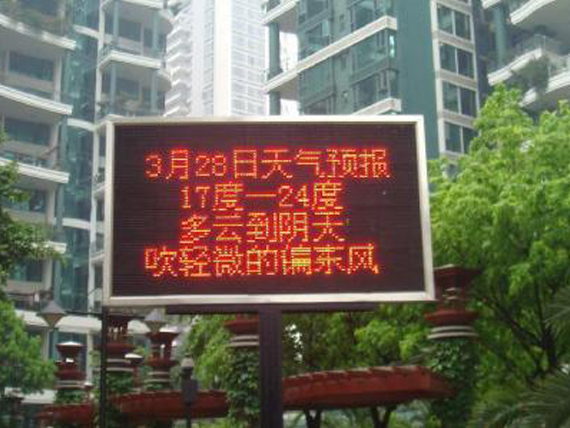 3月28日天气预报
17度—24度
多云到阴天
吹轻微的偏东风